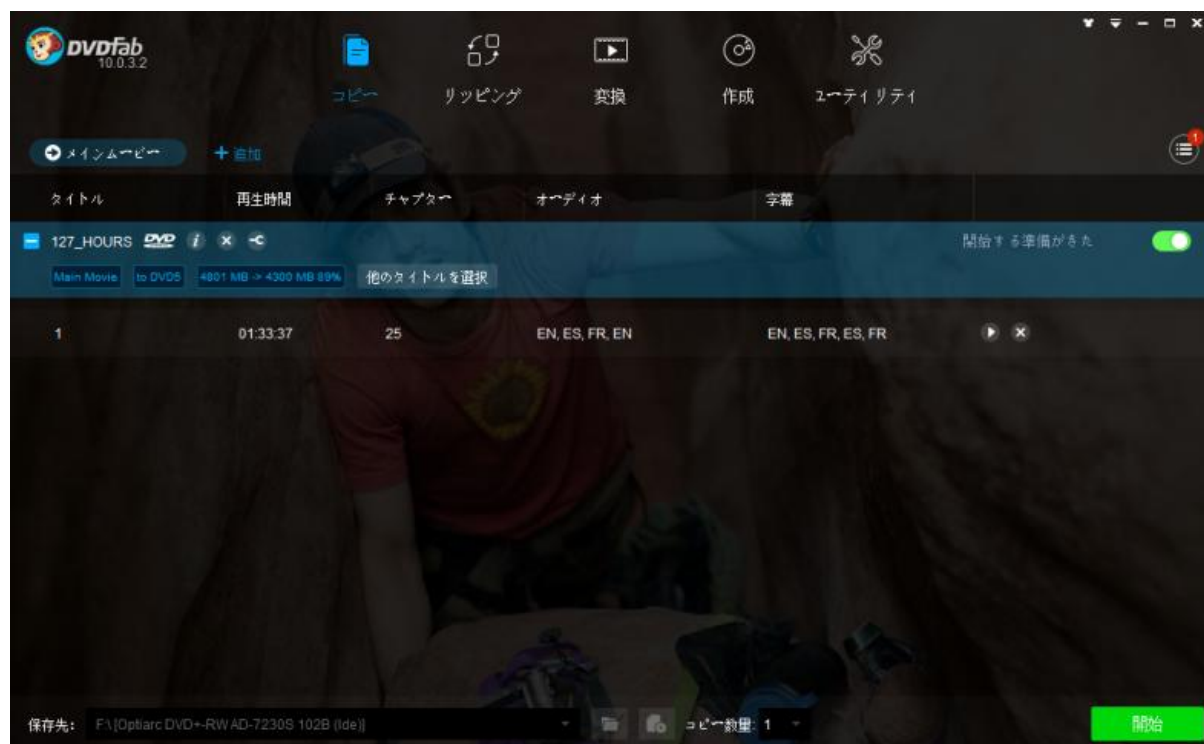 DVDFab
10.0.3.2
コピー
リッピング
変換
作成
ユーティリティ
メインムービー
+ 追加
1
タイトル
再生時間
チャプター
オーディオ
字幕
127_HOURS DVD i
開始する準備がきた
Main Movie
to DVD5
4801 MB -> 4300 MB 89%
他のタイトルを選択
1
01:33:37
25
EN, ES, FR, EN
EN, ES, FR, ES, FR
保存先:
F:\[Optiarc DVD+-RW AD-7230S 102B (Ide)]
コピー数量: 1
開始